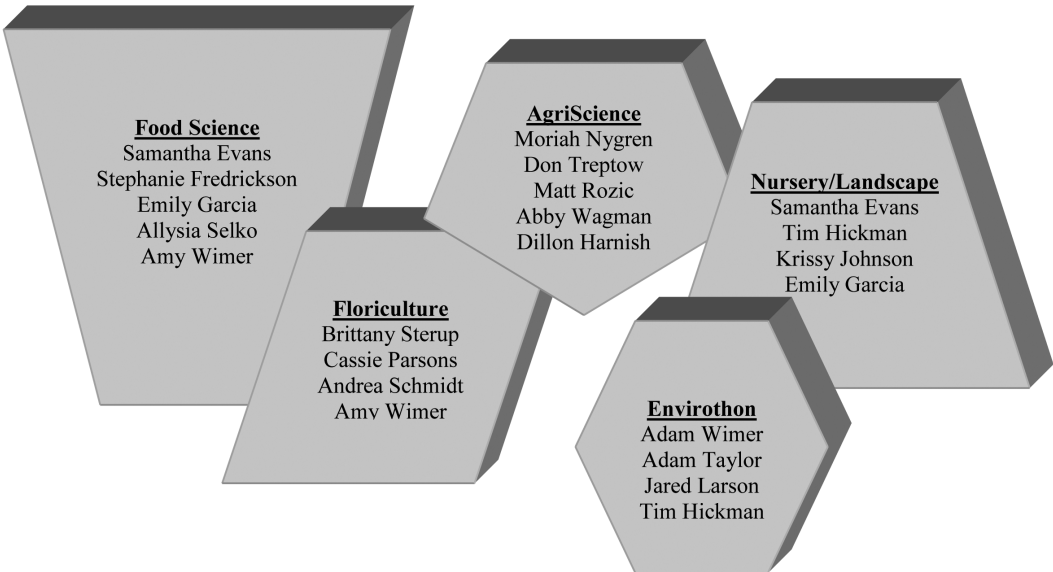 Food Science
Samantha Evans
Stephanie Fredrickson
Emily Garcia
Allysia Selko
Amy Wimer
AgriScience
Moriah Nygren
Don Treptow
Matt Rozic
Abby Wagman
Dillon Harnish
Nursery/Landscape
Samantha Evans
Tim Hickman
Krissy Johnson
Emily Garcia
Floriculture
Brittany Sterup
Cassie Parsons
Andrea Schmidt
Amy Wimer
Envirothon
Adam Wimer
Adam Taylor
Jared Larson
Tim Hickman